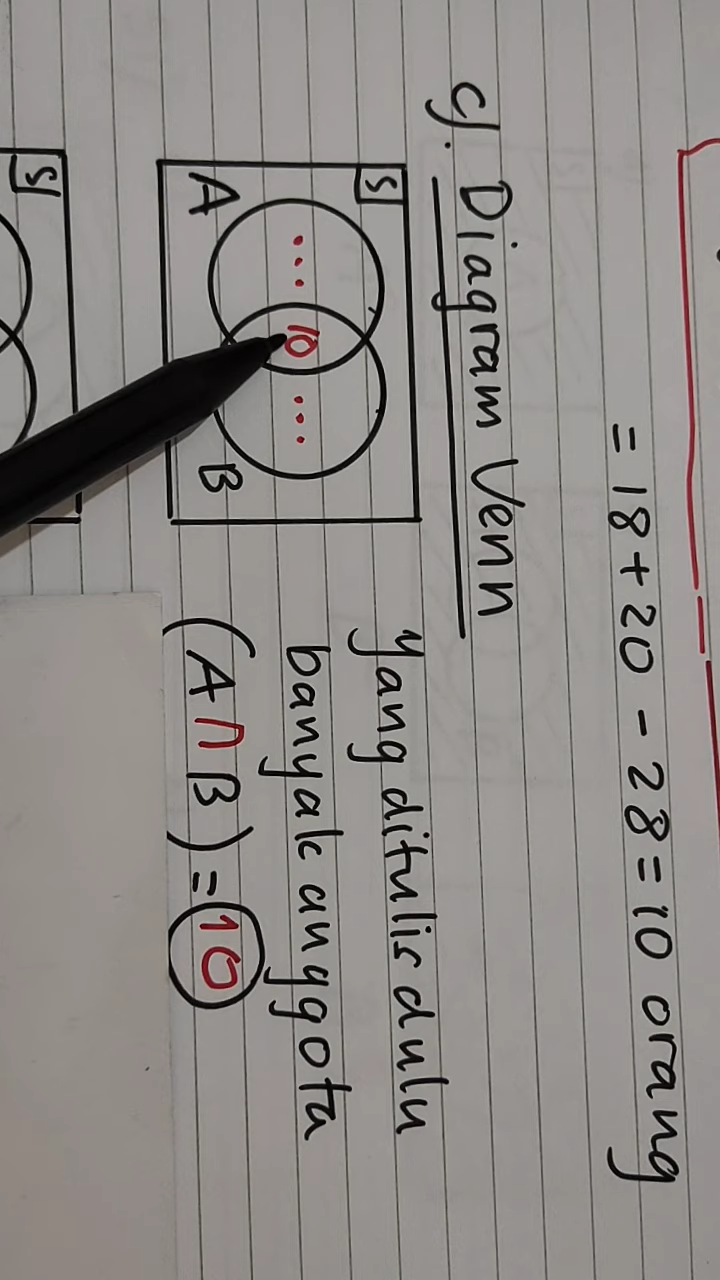 = 18 + 20 - 28 = 10 orang
c). Diagram Venn
S
A
... 10 ...
B
Yang ditulis dulu
banyak anggota
(A ∩ B) = 10
S